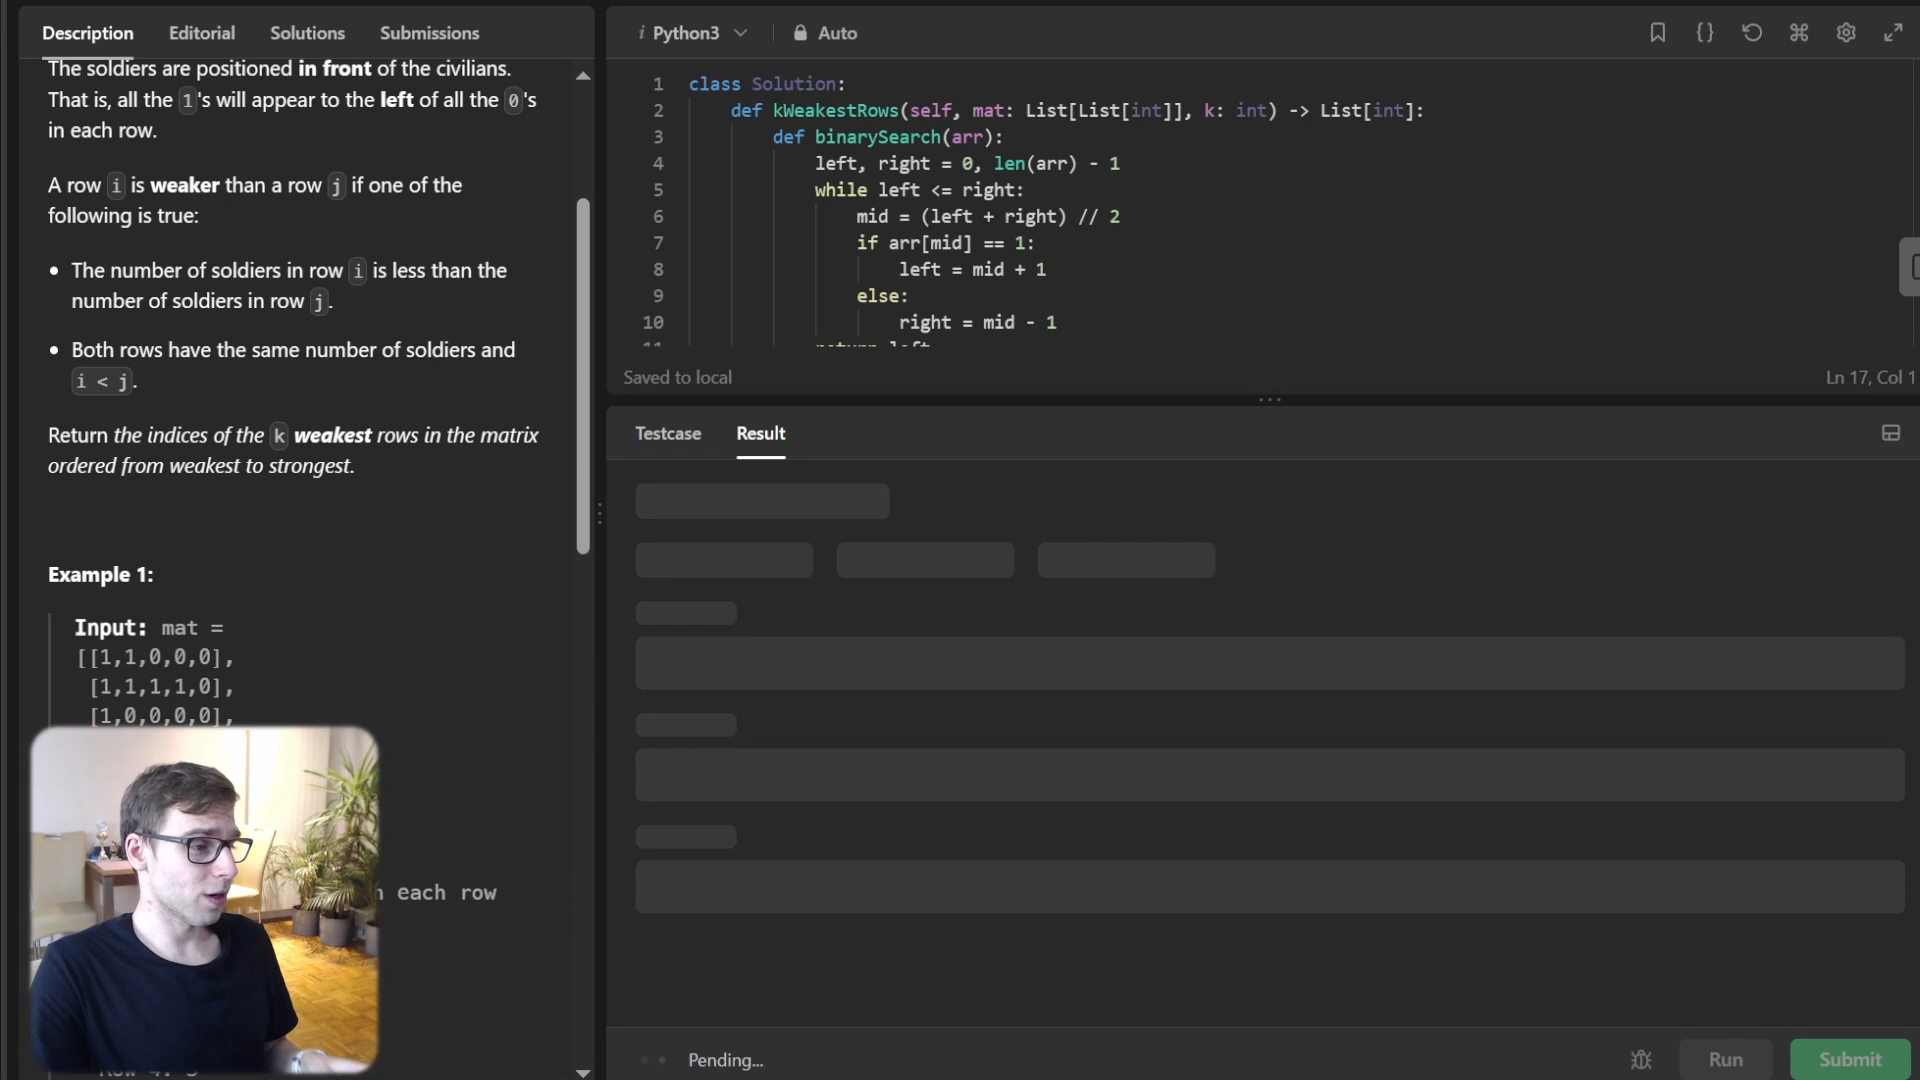 Description Editorial Solutions Submissions
The soldiers are positioned in front of the civilians.
That is, all the 1's will appear to the left of all the 0's
in each row.
A row i is weaker than a row j if one of the
following is true:
• The number of soldiers in row i is less than the
number of soldiers in row j.
• Both rows have the same number of soldiers and
i < j.
Return the indices of the k weakest rows in the matrix
ordered from weakest to strongest.
Example 1:
Input: mat =
[[1,1,0,0,0],
[1,1,1,1,0],
[1,0,0,0,0],
each row
i Python3 Auto
1 class Solution:
2 def kWeakestRows(self, mat: List[List[int]], k: int) -> List[int]:
3 def binarySearch(arr):
4 left, right = 0, len(arr) - 1
5 while left <= right:
6 mid = (left + right) // 2
7 if arr[mid] == 1:
8 left = mid + 1
9 else:
10 right = mid - 1
11 return left
Saved to local
Ln 17, Col 1
Testcase Result
Pending...
Run Submit